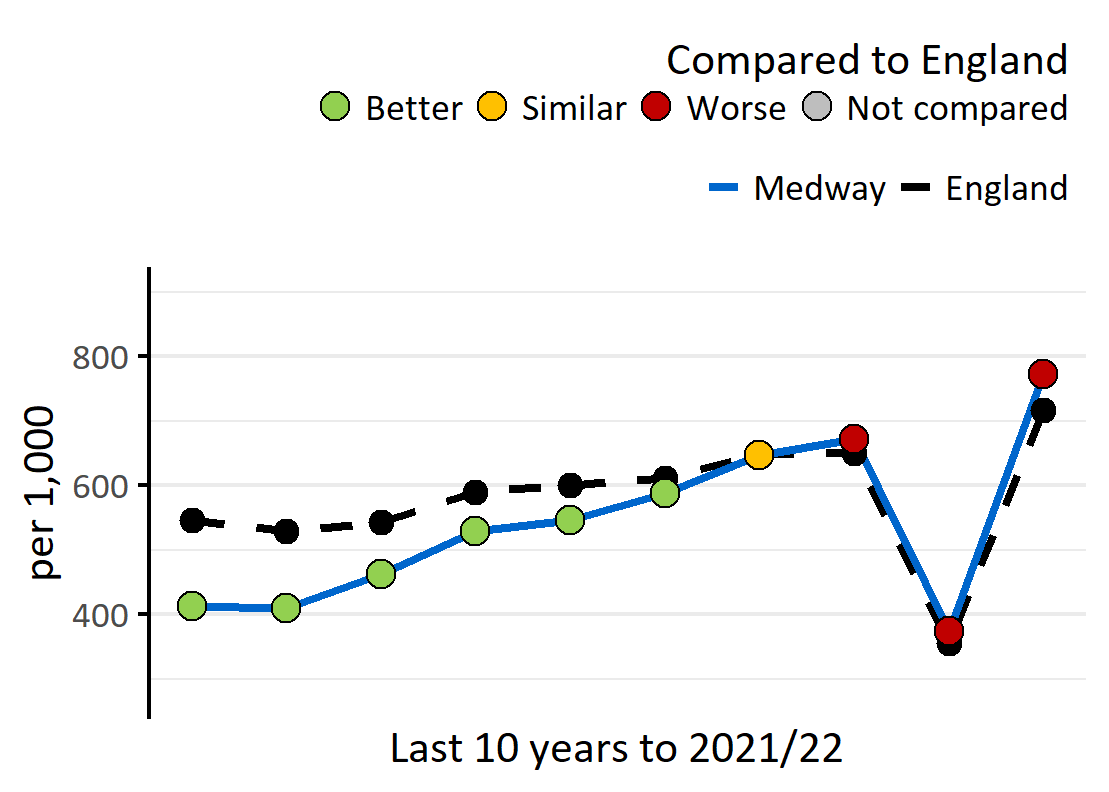 Compared to England
Better Similar Worse Not compared
Medway England
800
600
400
per 1,000
Last 10 years to 2021/22